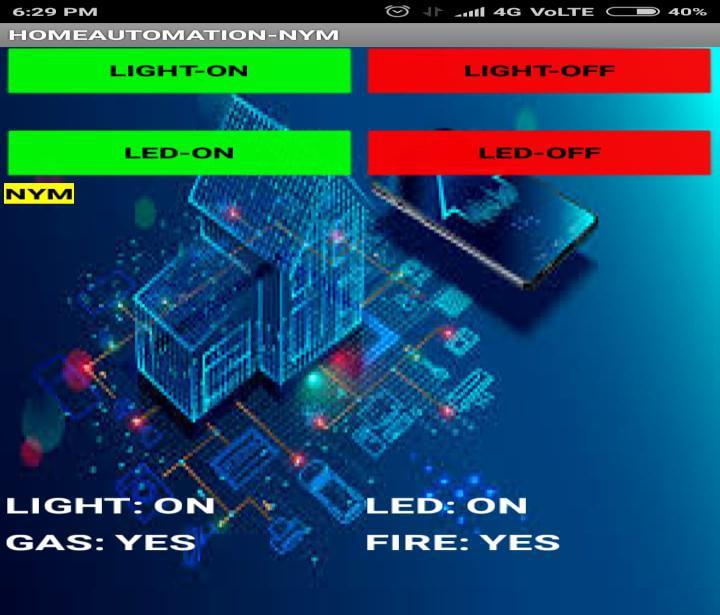 6:29 PM 4G VoLTE 40%
HOMEAUTOMATION-NYM
LIGHT-ON LIGHT-OFF
LED-ON LED-OFF
NYM
LIGHT: ON LED: ON
GAS: YES FIRE: YES